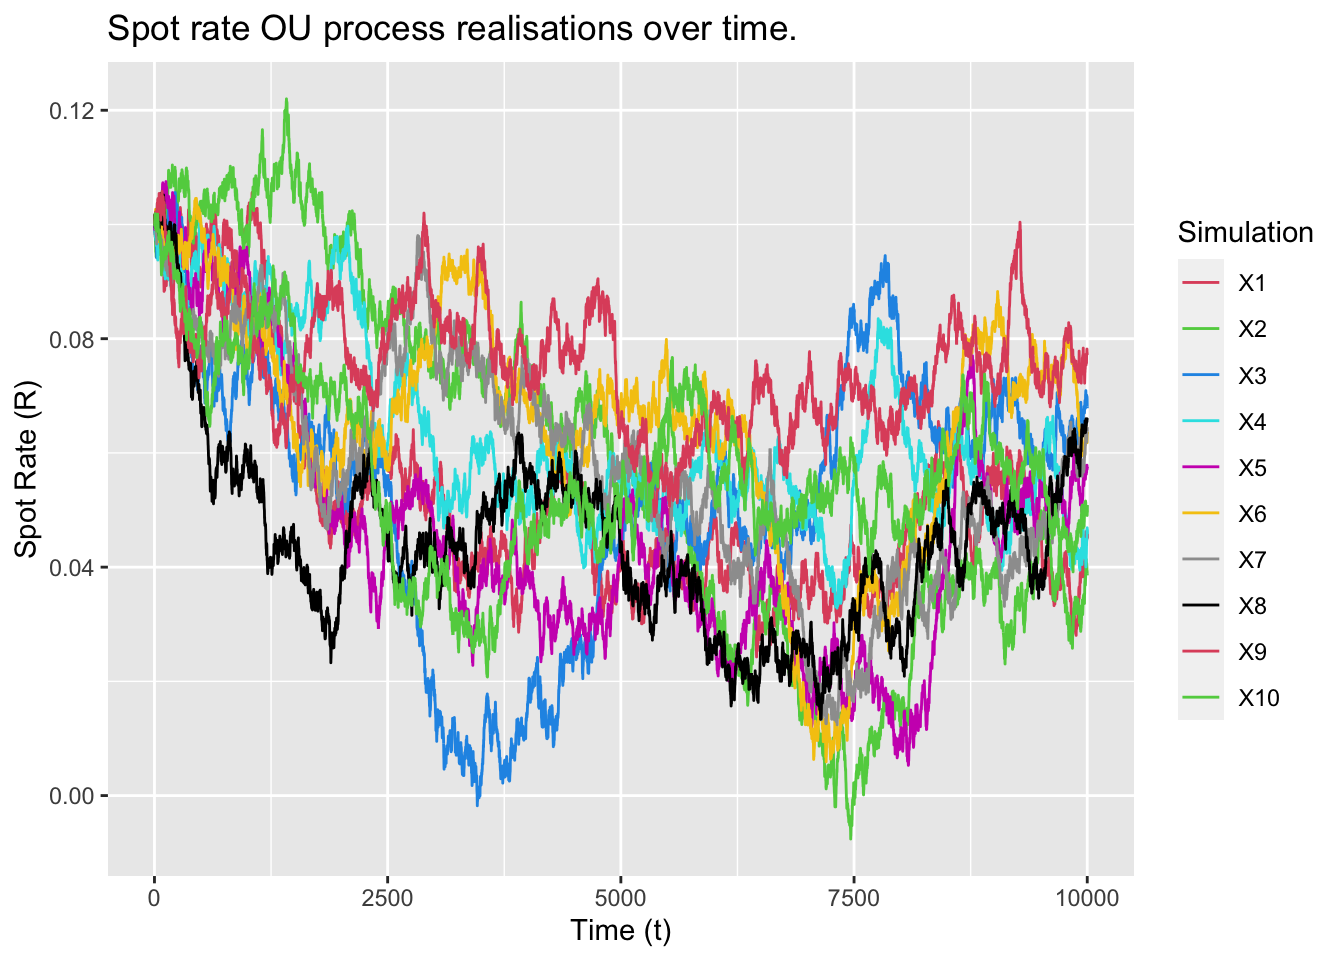 Spot rate OU process realisations over time.
0.12
0.08
0.04
0.00
Spot Rate (R)
0
2500
5000
7500
10000
Time (t)
Simulation
X1
X2
X3
X4
X5
X6
X7
X8
X9
X10